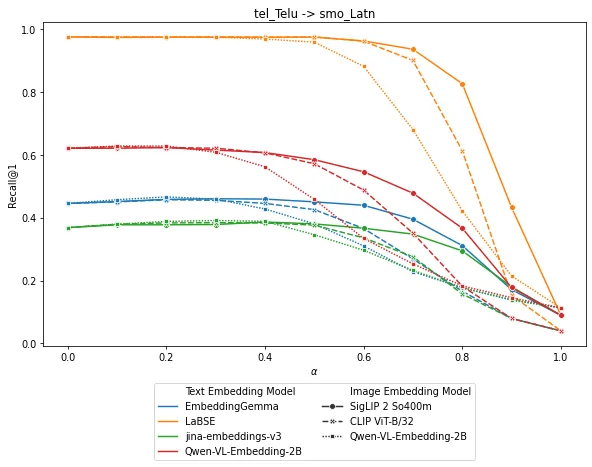 tel_Telu -> smo_Latn
Recall@1
1.0
0.8
0.6
0.4
0.2
0.0
0.0 0.2 0.4 0.6 0.8 1.0
α
Text Embedding Model
EmbeddingGemma
LaBSE
jina-embeddings-v3
Qwen-VL-Embedding-2B
Image Embedding Model
SigLIP 2 So400m
CLIP ViT-B/32
Qwen-VL-Embedding-2B